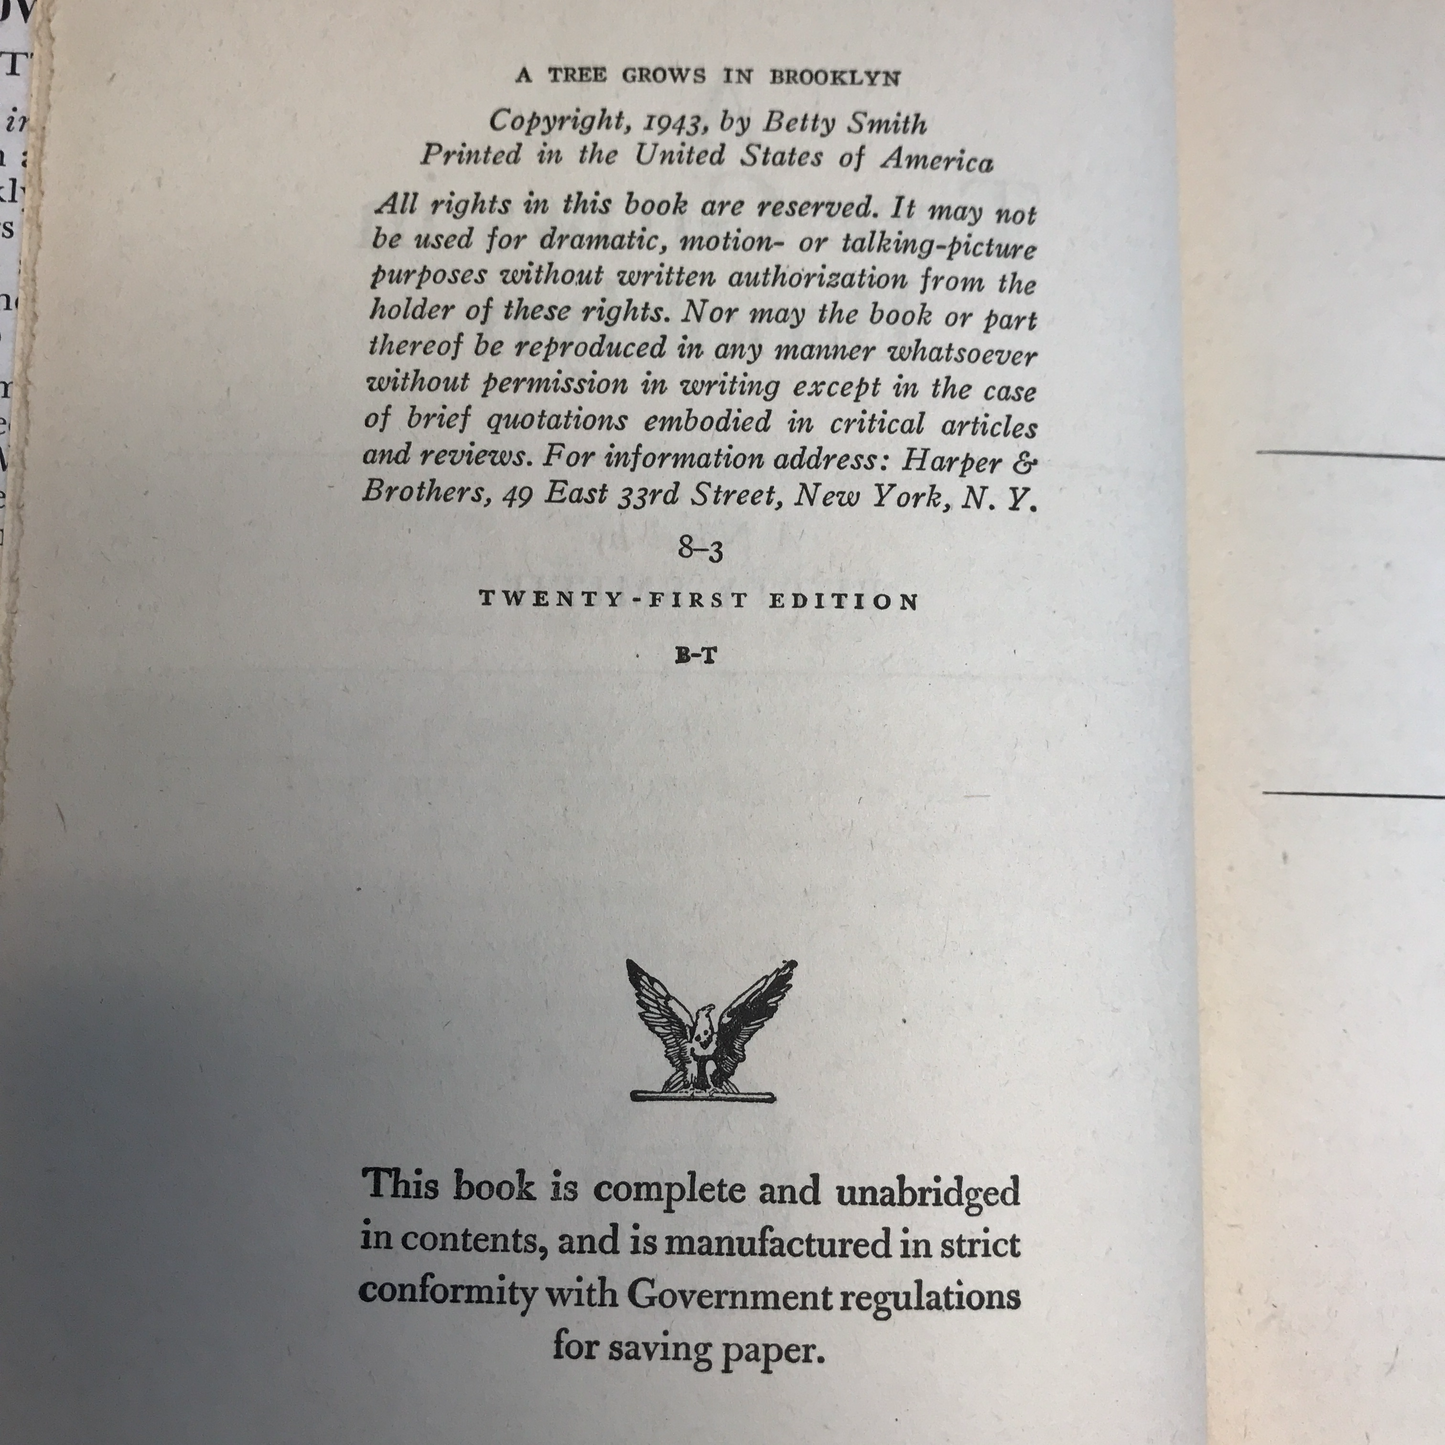 A TREE GROWS IN BROOKLYN
Copyright, 1943, by Betty Smith
Printed in the United States of America
All rights in this book are reserved. It may not
be used for dramatic, motion- or talking-picture
purposes without written authorization from the
holder of these rights. Nor may the book or part
thereof be reproduced in any manner whatsoever
without permission in writing except in the case
of brief quotations embodied in critical articles
and reviews. For information address: Harper &
Brothers, 49 East 33rd Street, New York, N. Y.
8-3
TWENTY-FIRST EDITION
B-T
This book is complete and unabridged
in contents, and is manufactured in strict
conformity with Government regulations
for saving paper.